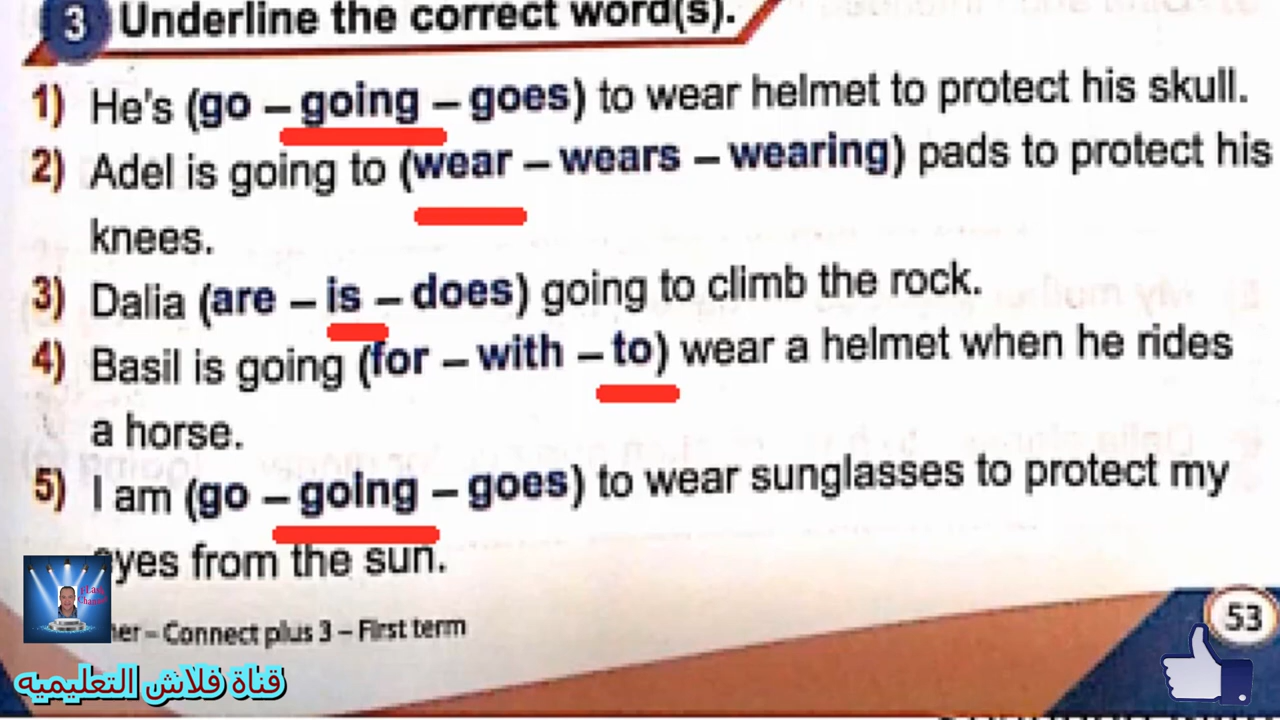 3 Underline the correct word(s).
1) He's (go – going – goes) to wear helmet to protect his skull.
2) Adel is going to (wear – wears – wearing) pads to protect his
knees.
3) Dalia (are – is – does) going to climb the rock.
4) Basil is going (for – with – to) wear a helmet when he rides
a horse.
5) I am (go – going – goes) to wear sunglasses to protect my
eyes from the sun.
– Connect plus 3 – First term
53
قناة فلاش التعليميه